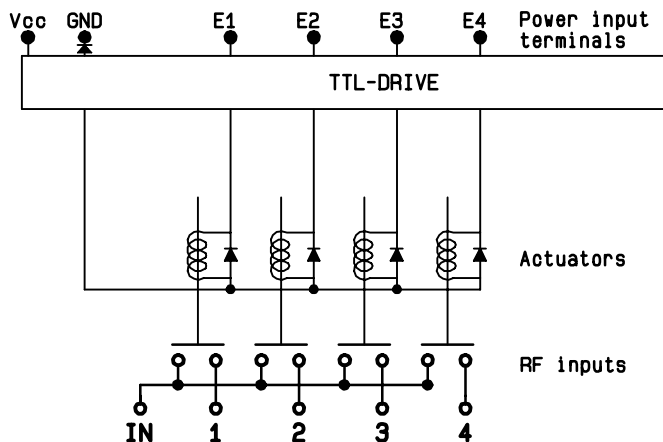 Vcc GND E1 E2 E3 E4 Power input
terminals
TTL-DRIVE
Actuators
RF inputs
IN 1 2 3 4